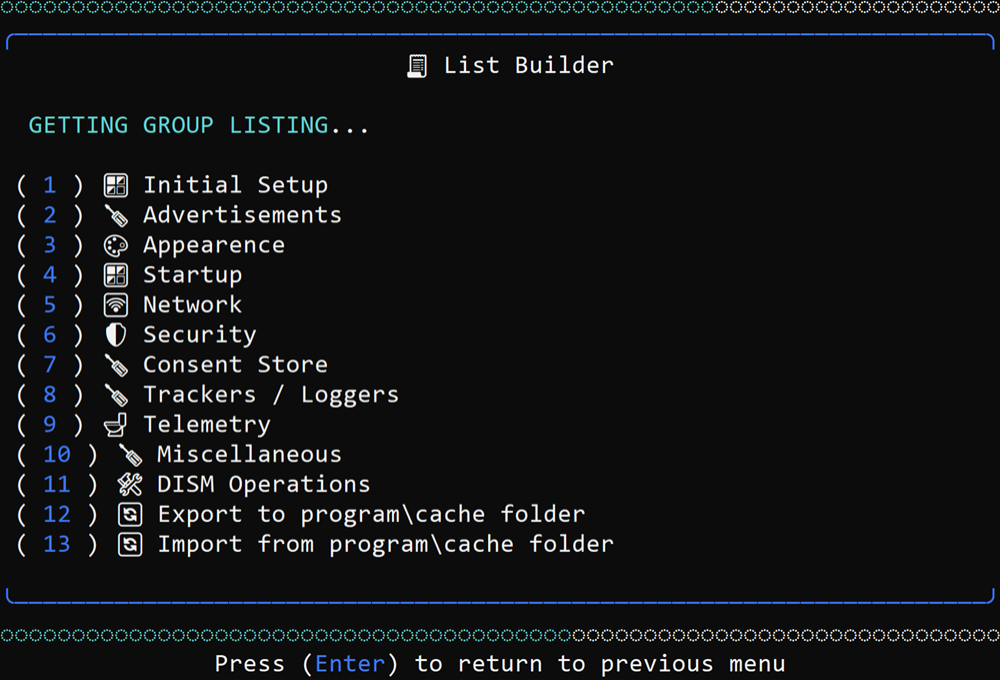 List Builder
GETTING GROUP LISTING...
( 1 ) Initial Setup
( 2 ) Advertisements
( 3 ) Appearence
( 4 ) Startup
( 5 ) Network
( 6 ) Security
( 7 ) Consent Store
( 8 ) Trackers / Loggers
( 9 ) Telemetry
( 10 ) Miscellaneous
( 11 ) DISM Operations
( 12 ) Export to program\cache folder
( 13 ) Import from program\cache folder
Press (Enter) to return to previous menu